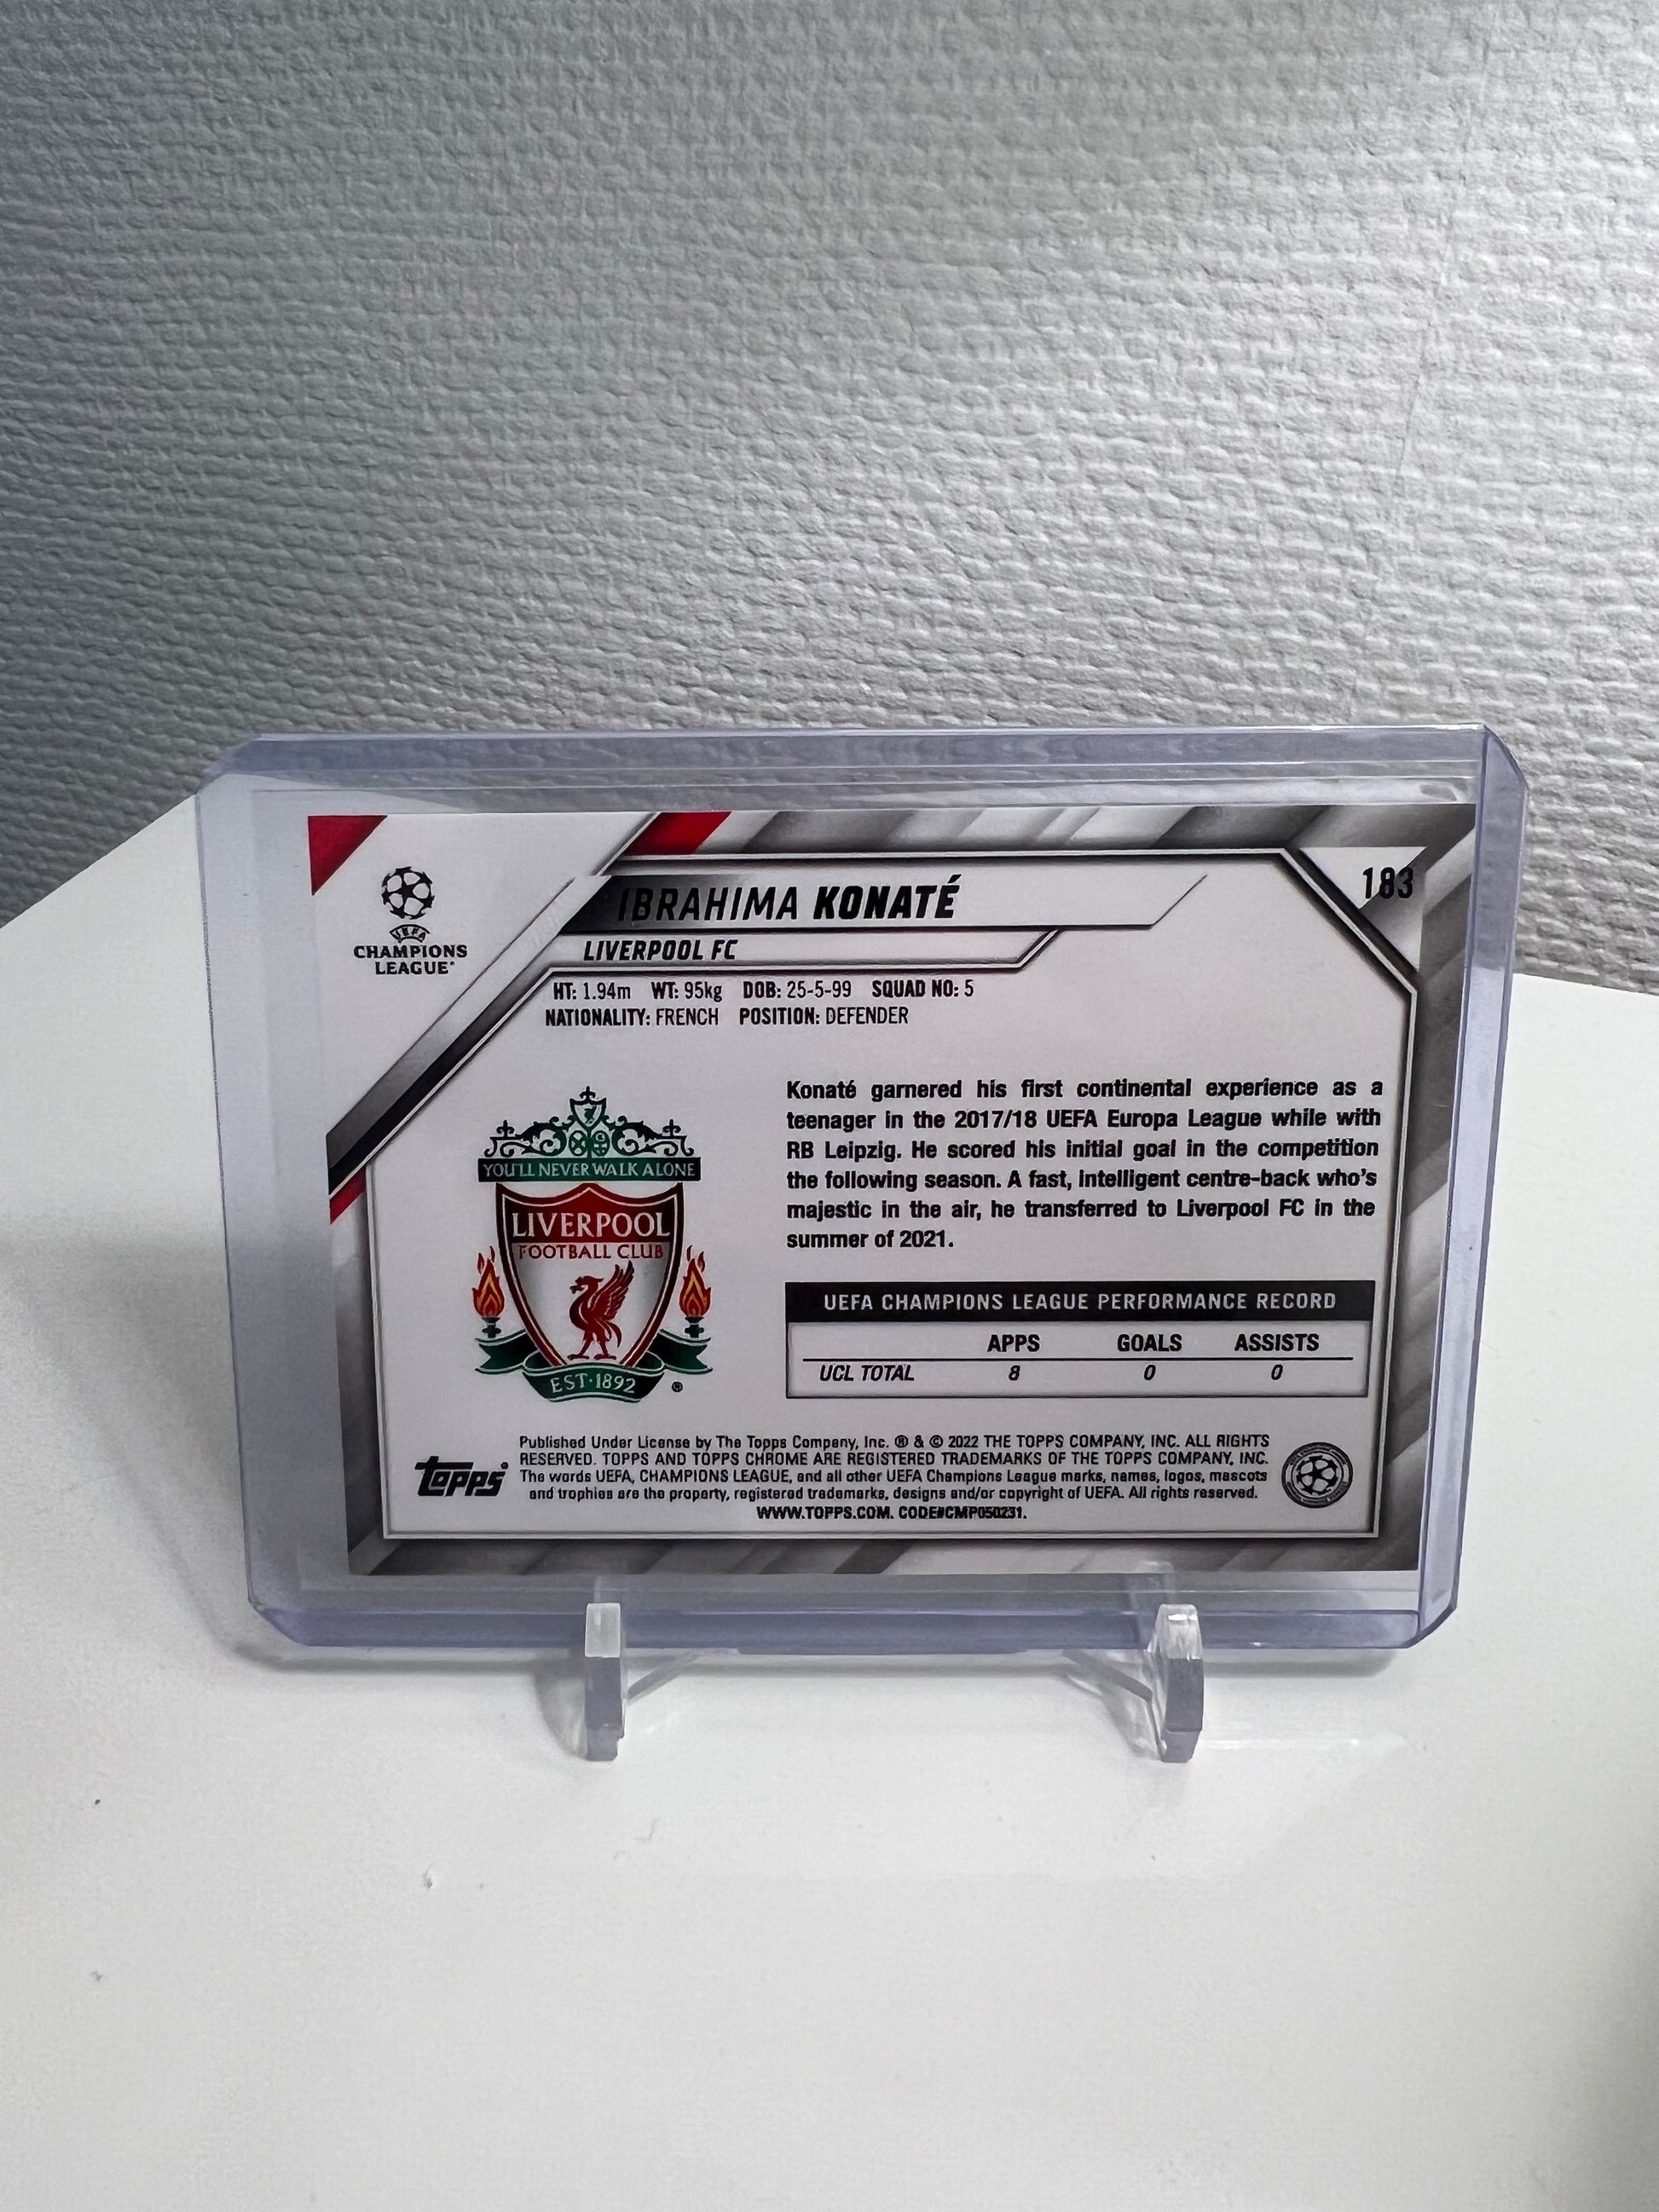 183
UEFA
CHAMPIONS
LEAGUE®
IBRAHIMA KONATÉ
LIVERPOOL FC
HT: 1.94m WT: 95kg DOB: 25-5-99 SQUAD NO: 5
NATIONALITY: FRENCH POSITION: DEFENDER
YOU'LL NEVER WALK ALONE
LIVERPOOL
FOOTBALL CLUB
EST·1892
®
Konaté garnered his first continental experience as a
teenager in the 2017/18 UEFA Europa League while with
RB Leipzig. He scored his initial goal in the competition
the following season. A fast, intelligent centre-back who's
majestic in the air, he transferred to Liverpool FC in the
summer of 2021.
UEFA CHAMPIONS LEAGUE PERFORMANCE RECORD
APPS GOALS ASSISTS
UCL TOTAL 8 0 0
topps®
Published Under License by The Topps Company, Inc. ® & © 2022 THE TOPPS COMPANY, INC. ALL RIGHTS
RESERVED. TOPPS AND TOPPS CHROME ARE REGISTERED TRADEMARKS OF THE TOPPS COMPANY, INC.
The words UEFA, CHAMPIONS LEAGUE, and all other UEFA Champions League marks, names, logos, mascots
and trophies are the property, registered trademarks, designs and/or copyright of UEFA. All rights reserved.
WWW.TOPPS.COM. CODE#CMP050231.